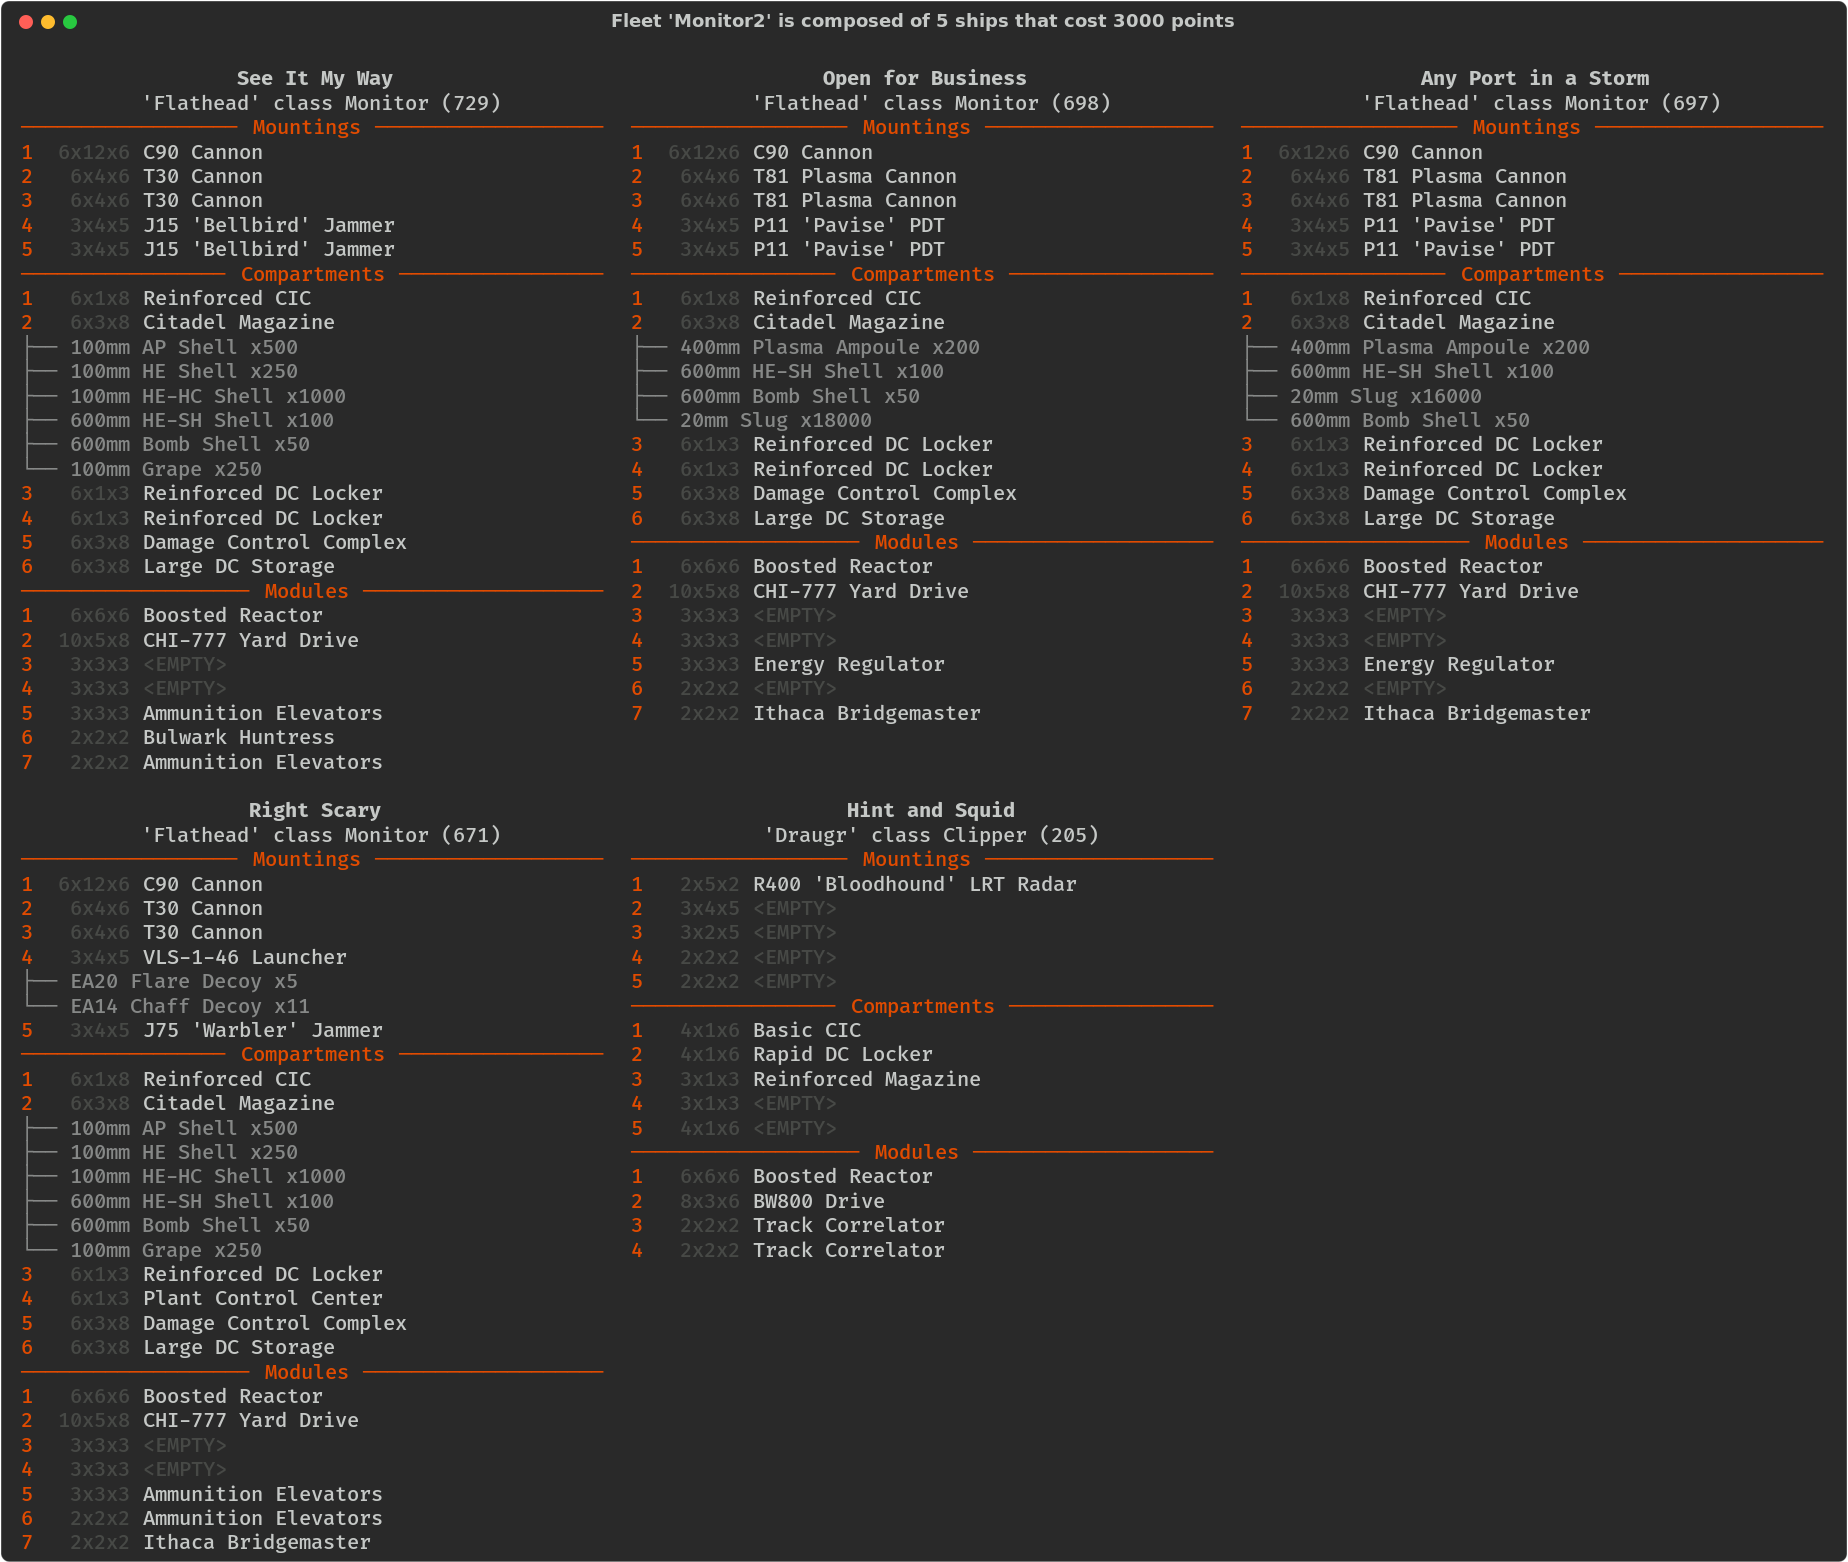 Fleet 'Monitor2' is composed of 5 ships that cost 3000 points
See It My Way
'Flathead' class Monitor (729)
Mountings
1 6x12x6 C90 Cannon
2 6x4x6 T30 Cannon
3 6x4x6 T30 Cannon
4 3x4x5 J15 'Bellbird' Jammer
5 3x4x5 J15 'Bellbird' Jammer
Compartments
1 6x1x8 Reinforced CIC
2 6x3x8 Citadel Magazine
├── 100mm AP Shell x500
├── 100mm HE Shell x250
├── 100mm HE-HC Shell x1000
├── 600mm HE-SH Shell x100
├── 600mm Bomb Shell x50
└── 100mm Grape x250
3 6x1x3 Reinforced DC Locker
4 6x1x3 Reinforced DC Locker
5 6x3x8 Damage Control Complex
6 6x3x8 Large DC Storage
Modules
1 6x6x6 Boosted Reactor
2 10x5x8 CHI-777 Yard Drive
3 3x3x3 <EMPTY>
4 3x3x3 <EMPTY>
5 3x3x3 Ammunition Elevators
6 2x2x2 Bulwark Huntress
7 2x2x2 Ammunition Elevators
Open for Business
'Flathead' class Monitor (698)
Mountings
1 6x12x6 C90 Cannon
2 6x4x6 T81 Plasma Cannon
3 6x4x6 T81 Plasma Cannon
4 3x4x5 P11 'Pavise' PDT
5 3x4x5 P11 'Pavise' PDT
Compartments
1 6x1x8 Reinforced CIC
2 6x3x8 Citadel Magazine
├── 400mm Plasma Ampoule x200
├── 600mm HE-SH Shell x100
├── 600mm Bomb Shell x50
└── 20mm Slug x18000
3 6x1x3 Reinforced DC Locker
4 6x1x3 Reinforced DC Locker
5 6x3x8 Damage Control Complex
6 6x3x8 Large DC Storage
Modules
1 6x6x6 Boosted Reactor
2 10x5x8 CHI-777 Yard Drive
3 3x3x3 <EMPTY>
4 3x3x3 <EMPTY>
5 3x3x3 Energy Regulator
6 2x2x2 <EMPTY>
7 2x2x2 Ithaca Bridgemaster
Any Port in a Storm
'Flathead' class Monitor (697)
Mountings
1 6x12x6 C90 Cannon
2 6x4x6 T81 Plasma Cannon
3 6x4x6 T81 Plasma Cannon
4 3x4x5 P11 'Pavise' PDT
5 3x4x5 P11 'Pavise' PDT
Compartments
1 6x1x8 Reinforced CIC
2 6x3x8 Citadel Magazine
├── 400mm Plasma Ampoule x200
├── 600mm HE-SH Shell x100
├── 20mm Slug x16000
└── 600mm Bomb Shell x50
3 6x1x3 Reinforced DC Locker
4 6x1x3 Reinforced DC Locker
5 6x3x8 Damage Control Complex
6 6x3x8 Large DC Storage
Modules
1 6x6x6 Boosted Reactor
2 10x5x8 CHI-777 Yard Drive
3 3x3x3 <EMPTY>
4 3x3x3 <EMPTY>
5 3x3x3 Energy Regulator
6 2x2x2 <EMPTY>
7 2x2x2 Ithaca Bridgemaster
Right Scary
'Flathead' class Monitor (671)
Mountings
1 6x12x6 C90 Cannon
2 6x4x6 T30 Cannon
3 6x4x6 T30 Cannon
4 3x4x5 VLS-1-46 Launcher
├── EA20 Flare Decoy x5
└── EA14 Chaff Decoy x11
5 3x4x5 J75 'Warbler' Jammer
Compartments
1 6x1x8 Reinforced CIC
2 6x3x8 Citadel Magazine
├── 100mm AP Shell x500
├── 100mm HE Shell x250
├── 100mm HE-HC Shell x1000
├── 600mm HE-SH Shell x100
├── 600mm Bomb Shell x50
└── 100mm Grape x250
3 6x1x3 Reinforced DC Locker
4 6x1x3 Plant Control Center
5 6x3x8 Damage Control Complex
6 6x3x8 Large DC Storage
Modules
1 6x6x6 Boosted Reactor
2 10x5x8 CHI-777 Yard Drive
3 3x3x3 <EMPTY>
4 3x3x3 <EMPTY>
5 3x3x3 Ammunition Elevators
6 2x2x2 Ammunition Elevators
7 2x2x2 Ithaca Bridgemaster
Hint and Squid
'Draugr' class Clipper (205)
Mountings
1 2x5x2 R400 'Bloodhound' LRT Radar
2 3x4x5 <EMPTY>
3 3x2x5 <EMPTY>
4 2x2x2 <EMPTY>
5 2x2x2 <EMPTY>
Compartments
1 4x1x6 Basic CIC
2 4x1x6 Rapid DC Locker
3 3x1x3 Reinforced Magazine
4 3x1x3 <EMPTY>
5 4x1x6 <EMPTY>
Modules
1 6x6x6 Boosted Reactor
2 8x3x6 BW800 Drive
3 2x2x2 Track Correlator
4 2x2x2 Track Correlator